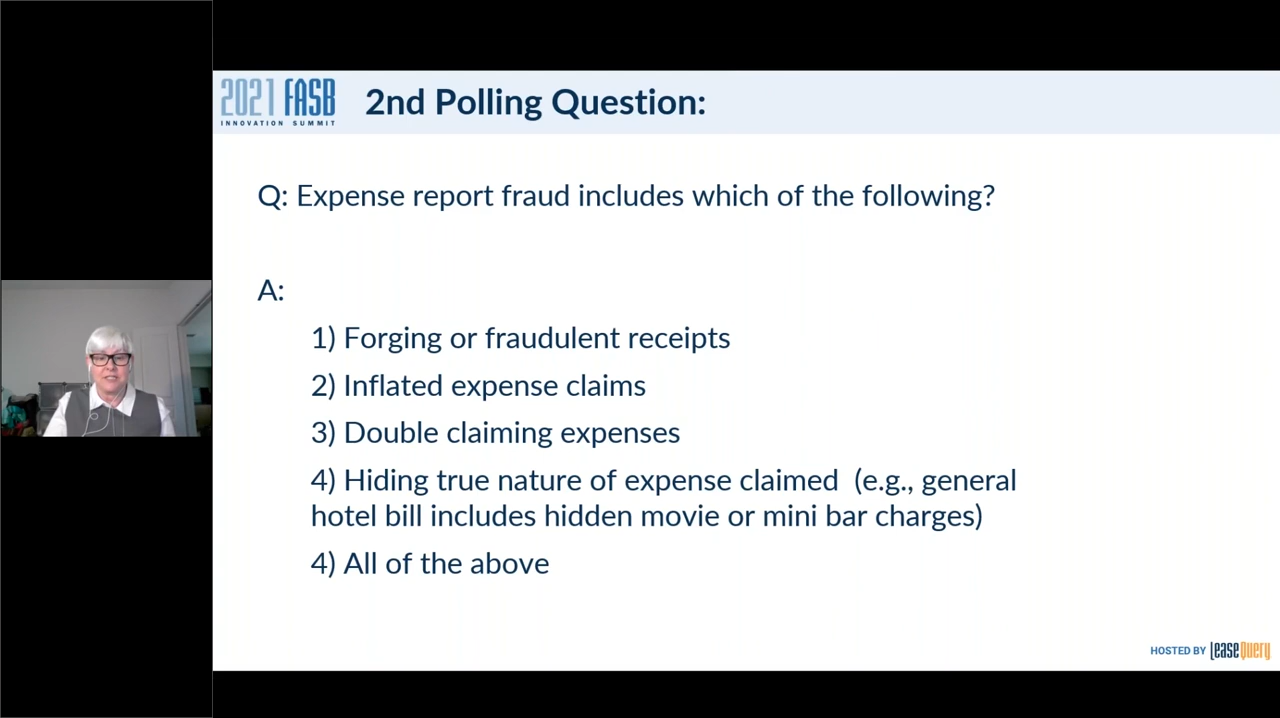 2021 FASB
INNOVATION SUMMIT
2nd Polling Question:
Q: Expense report fraud includes which of the following?
A:
1) Forging or fraudulent receipts
2) Inflated expense claims
3) Double claiming expenses
4) Hiding true nature of expense claimed (e.g., general
hotel bill includes hidden movie or mini bar charges)
4) All of the above
HOSTED BY LeaseQuery